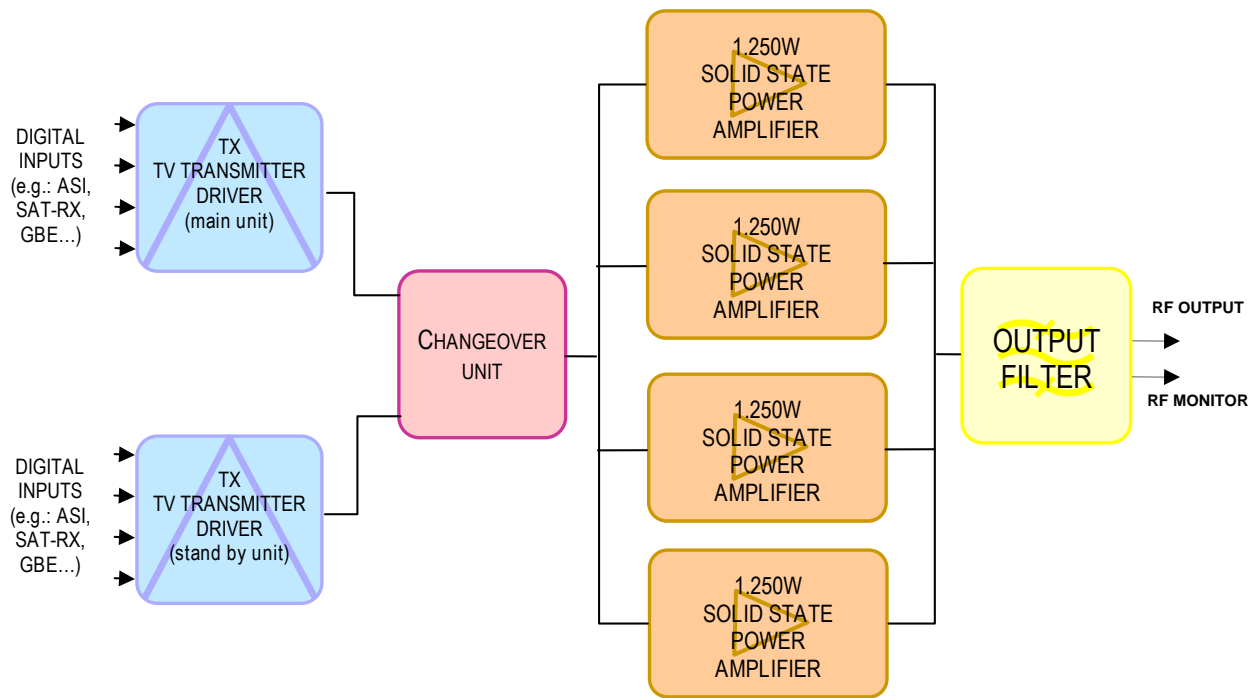 DIGITAL
INPUTS
(e.g.: ASI,
SAT-RX,
GBE…)
TX
TV TRANSMITTER
DRIVER
(main unit)
DIGITAL
INPUTS
(e.g.: ASI,
SAT-RX,
GBE…)
TX
TV TRANSMITTER
DRIVER
(stand by unit)
CHANGEOVER
UNIT
1.250W
SOLID STATE
POWER
AMPLIFIER
1.250W
SOLID STATE
POWER
AMPLIFIER
1.250W
SOLID STATE
POWER
AMPLIFIER
1.250W
SOLID STATE
POWER
AMPLIFIER
OUTPUT
FILTER
RF OUTPUT
RF MONITOR